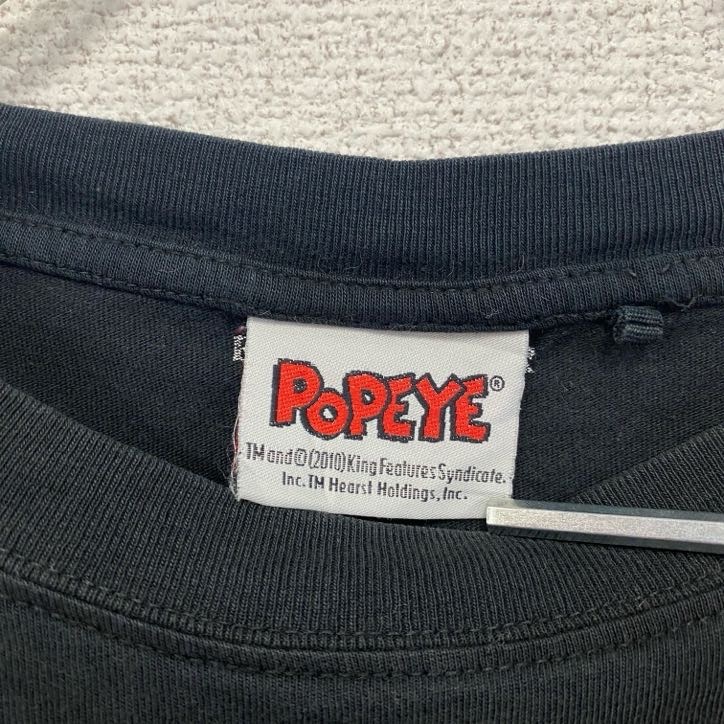 POPEYE®
TM and © (2010) King Features Syndicate.
Inc. TM Hearst Holdings, Inc.